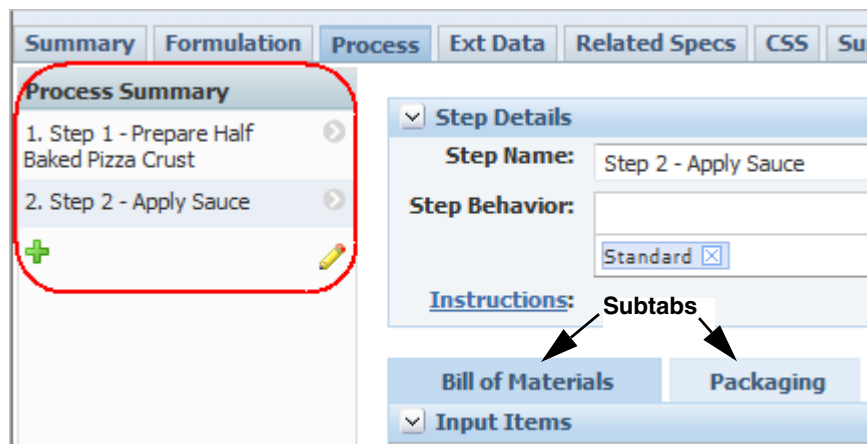 Summary Formulation Process Ext Data Related Specs CSS
Process Summary
1. Step 1 - Prepare Half
Baked Pizza Crust
2. Step 2 - Apply Sauce
Step Details
Step Name: Step 2 - Apply Sauce
Step Behavior:
Standard
Instructions:
Subtabs
Bill of Materials Packaging
Input Items